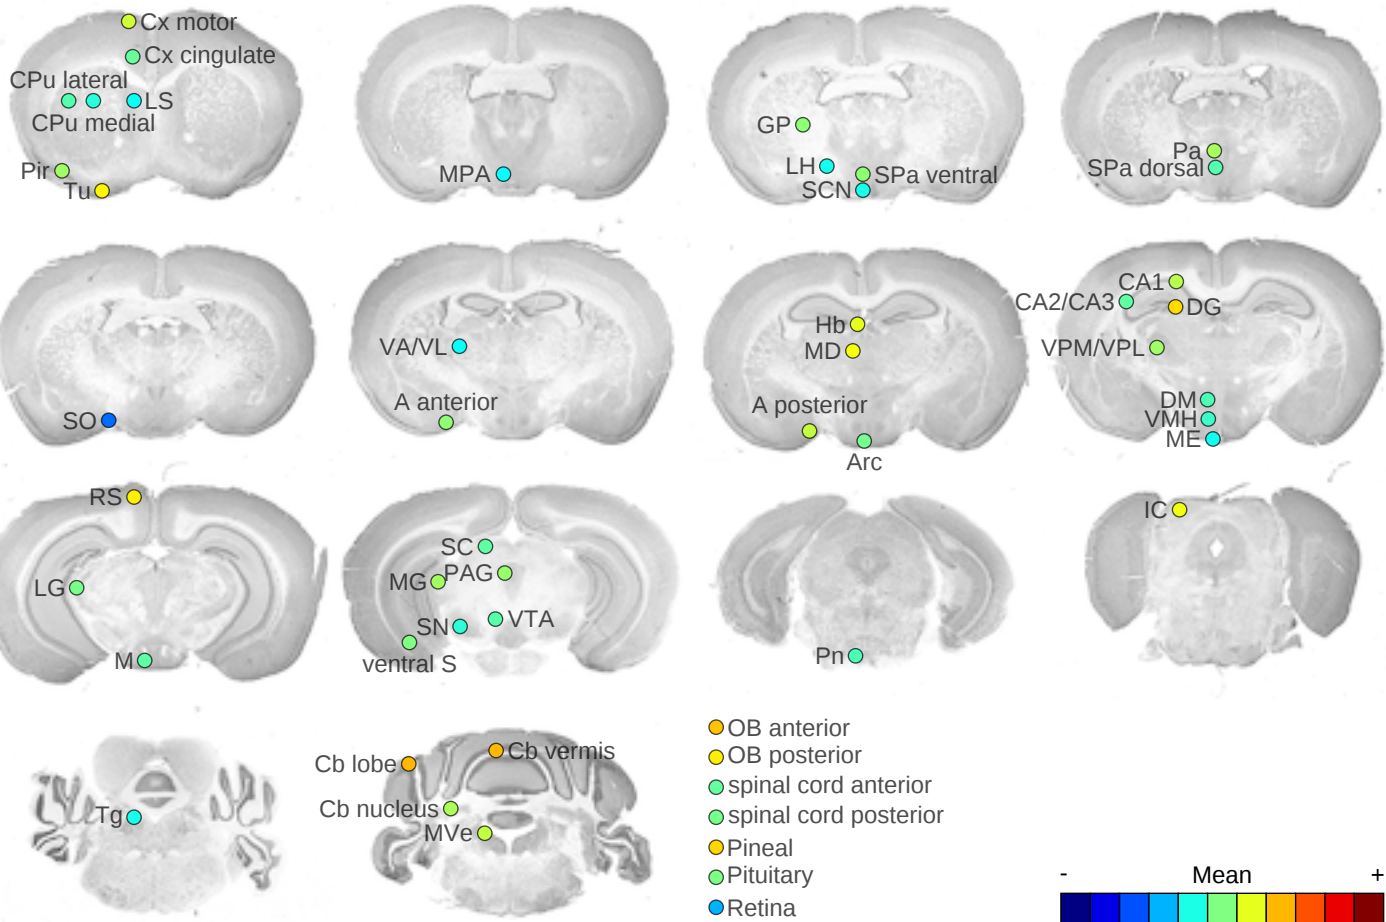 Cx motor
Cx cingulate
CPu lateral
LS
CPu medial
Pir
Tu
MPA
GP
LH
SPa ventral
SCN
Pa
SPa dorsal
SO
VA/VL
A anterior
Hb
MD
A posterior
Arc
CA1
CA2/CA3
DG
VPM/VPL
DM
VMH
ME
RS
LG
M
SC
PAG
MG
SN
VTA
ventral S
Pn
IC
Tg
Cb lobe
Cb vermis
Cb nucleus
MVe
OB anterior
OB posterior
spinal cord anterior
spinal cord posterior
Pineal
Pituitary
Retina
- Mean +